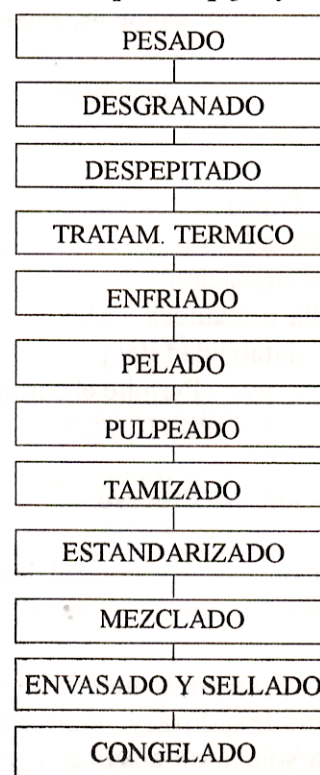 PESADO
DESGRANADO
DESPEPITADO
TRATAM. TERMICO
ENFRIADO
PELADO
PULPEADO
TAMIZADO
ESTANDARIZADO
MEZCLADO
ENVASADO Y SELLADO
CONGELADO